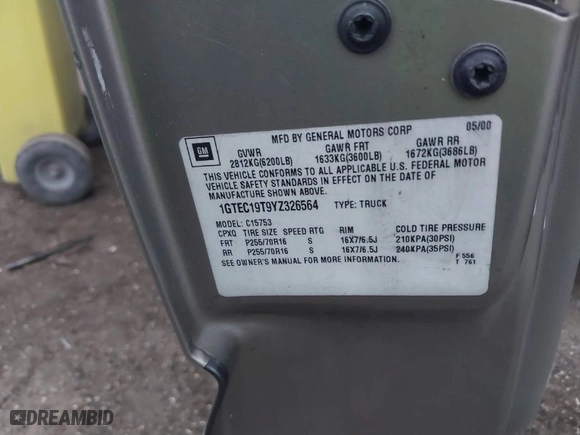 GM
MFD BY GENERAL MOTORS CORP 05/00
GVWR GAWR FRT GAWR RR
2812KG(6200LB) 1633KG(3600LB) 1672KG(3686LB)
THIS VEHICLE CONFORMS TO ALL APPLICABLE U.S. FEDERAL MOTOR
VEHICLE SAFETY STANDARDS IN EFFECT ON THE DATE OF
MANUFACTURE SHOWN ABOVE.
1GTEC19T9YZ326564 TYPE: TRUCK
MODEL: C15753
CPXQ TIRE SIZE SPEED RTG RIM COLD TIRE PRESSURE
FRT P255/70R16 S 16X7/6.5J 210KPA(30PSI)
RR P255/70R16 S 16X7/6.5J 240KPA(35PSI)
SEE OWNER'S MANUAL FOR MORE INFORMATION.
F 556
T 761
DREAMBID